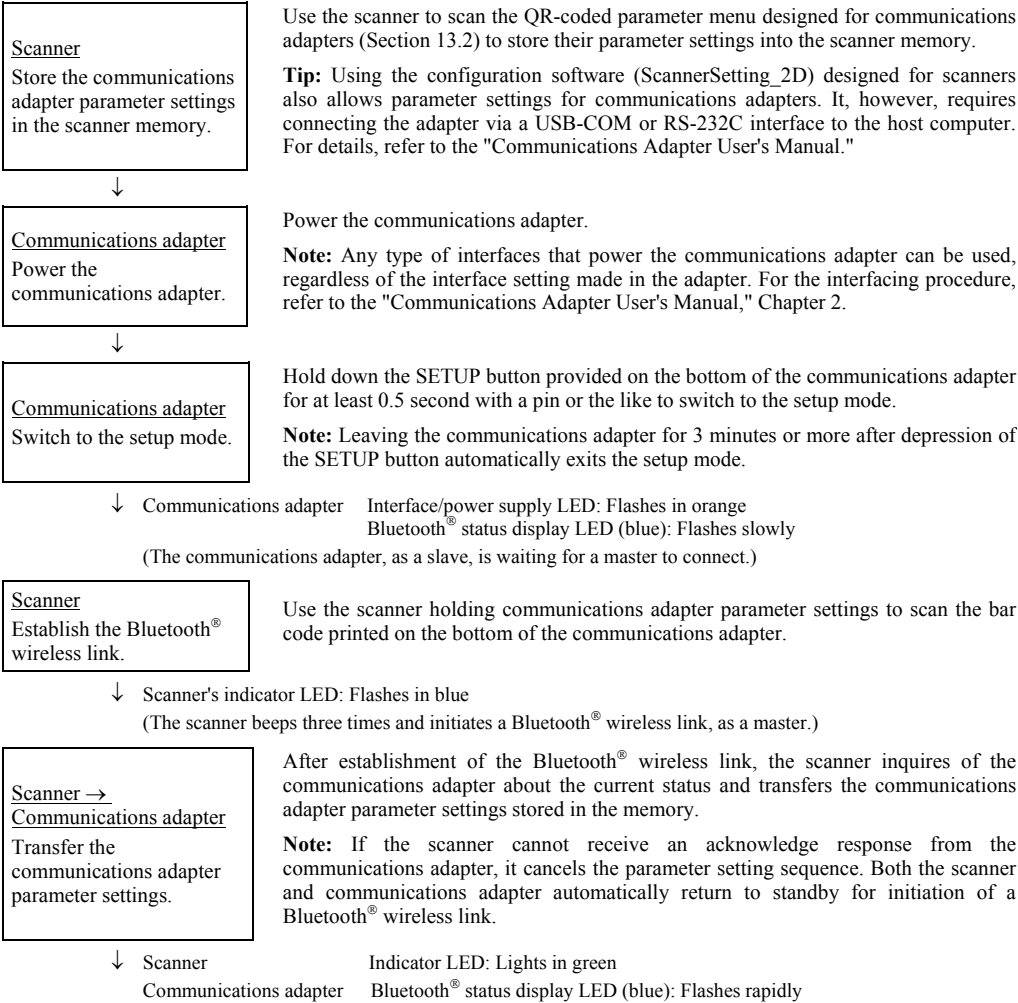 Scanner
Store the communications
adapter parameter settings
in the scanner memory.
Use the scanner to scan the QR-coded parameter menu designed for communications
adapters (Section 13.2) to store their parameter settings into the scanner memory.
Tip: Using the configuration software (ScannerSetting_2D) designed for scanners
also allows parameter settings for communications adapters. It, however, requires
connecting the adapter via a USB-COM or RS-232C interface to the host computer.
For details, refer to the "Communications Adapter User's Manual."
↓
Communications adapter
Power the
communications adapter.
Power the communications adapter.
Note: Any type of interfaces that power the communications adapter can be used,
regardless of the interface setting made in the adapter. For the interfacing procedure,
refer to the "Communications Adapter User's Manual," Chapter 2.
↓
Communications adapter
Switch to the setup mode.
Hold down the SETUP button provided on the bottom of the communications adapter
for at least 0.5 second with a pin or the like to switch to the setup mode.
Note: Leaving the communications adapter for 3 minutes or more after depression of
the SETUP button automatically exits the setup mode.
↓ Communications adapter Interface/power supply LED: Flashes in orange
Bluetooth® status display LED (blue): Flashes slowly
(The communications adapter, as a slave, is waiting for a master to connect.)
Scanner
Establish the Bluetooth®
wireless link.
Use the scanner holding communications adapter parameter settings to scan the bar
code printed on the bottom of the communications adapter.
↓ Scanner's indicator LED: Flashes in blue
(The scanner beeps three times and initiates a Bluetooth® wireless link, as a master.)
Scanner →
Communications adapter
Transfer the
communications adapter
parameter settings.
After establishment of the Bluetooth® wireless link, the scanner inquires of the
communications adapter about the current status and transfers the communications
adapter parameter settings stored in the memory.
Note: If the scanner cannot receive an acknowledge response from the
communications adapter, it cancels the parameter setting sequence. Both the scanner
and communications adapter automatically return to standby for initiation of a
Bluetooth® wireless link.
↓ Scanner Indicator LED: Lights in green
Communications adapter Bluetooth® status display LED (blue): Flashes rapidly